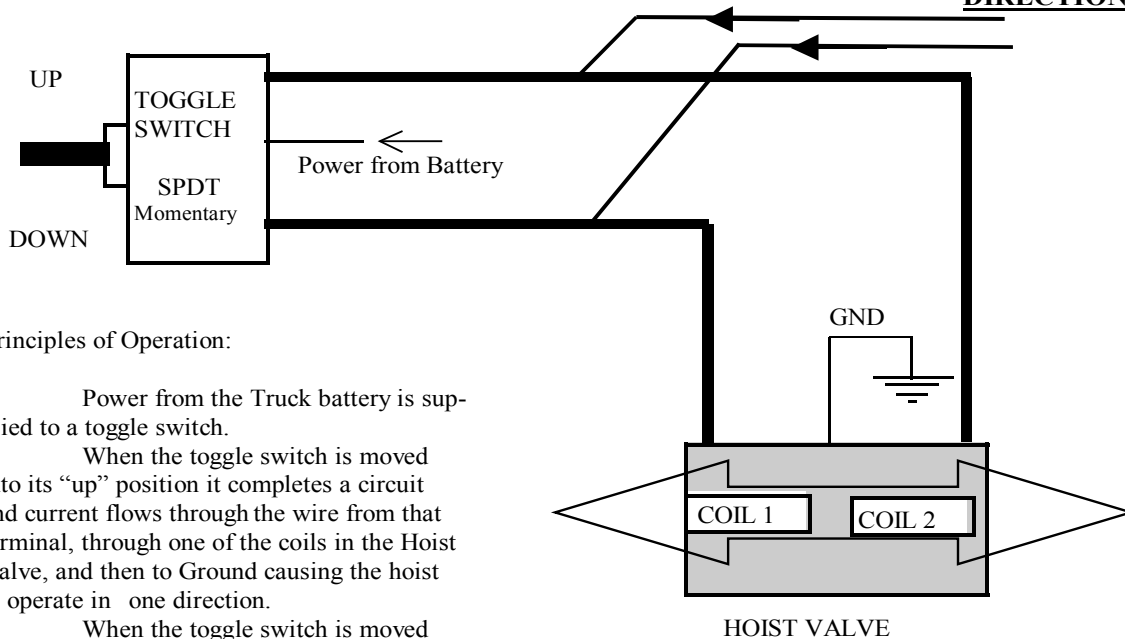 DIRECTION
UP
TOGGLE
SWITCH
Power from Battery
SPDT
Momentary
DOWN
GND
rinciples of Operation:
Power from the Truck battery is sup-
ied to a toggle switch.
When the toggle switch is moved
to its “up” position it completes a circuit
nd current flows through the wire from that
rminal, through one of the coils in the Hoist
alve, and then to Ground causing the hoist
operate in one direction.
When the toggle switch is moved
COIL 1
COIL 2
HOIST VALVE